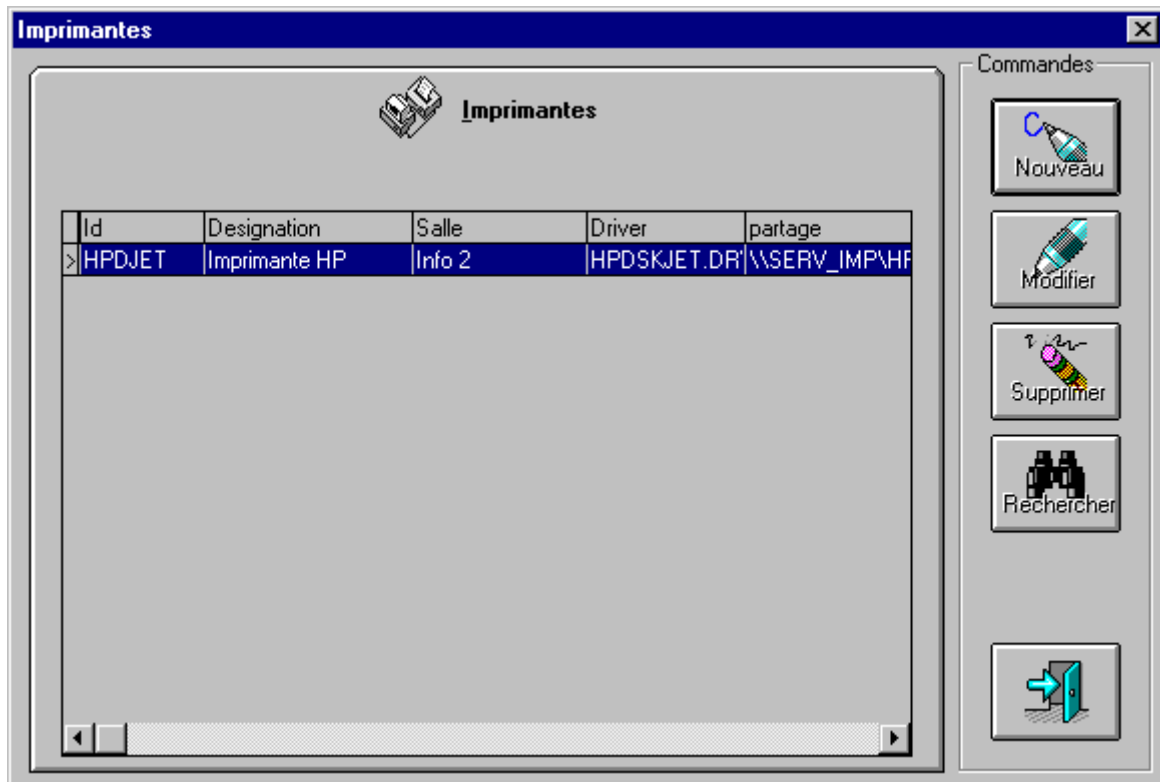 Imprimantes
Commandes
Imprimantes
Nouveau
Id Designation Salle Driver partage
> HPDJET Imprimante HP Info 2 HPDSKJET.DR \\SERV_IMP\
Modifier
Supprimer
Rechercher